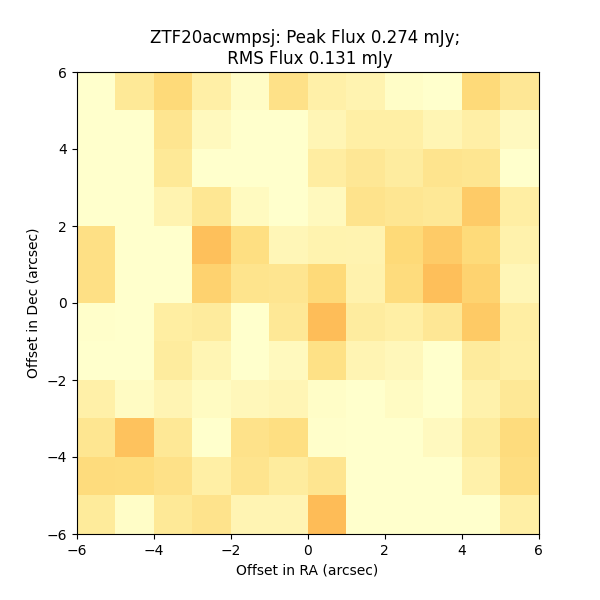 ZTF20acwmpsj: Peak Flux 0.274 mJy;
RMS Flux 0.131 mJy
6
4
2
0
−2
−4
−6
Offset in Dec (arcsec)
−6 −4 −2 0 2 4 6
Offset in RA (arcsec)